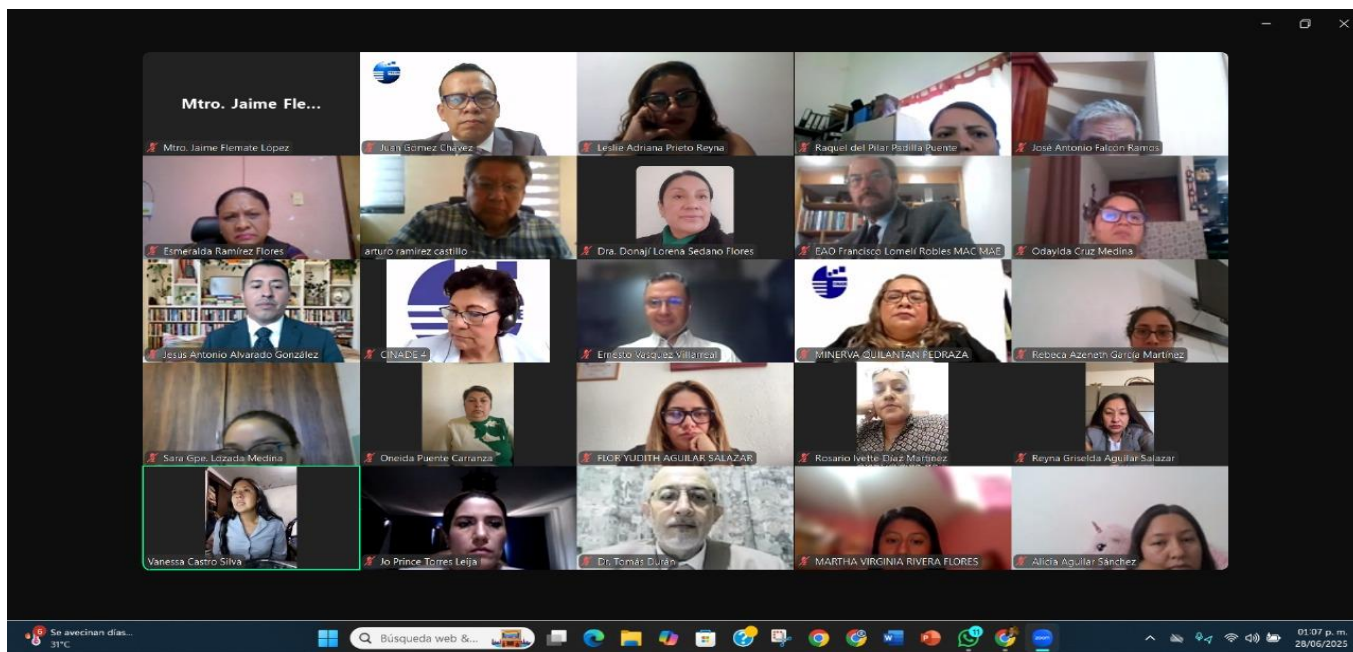 Mtro. Jaime Fle...
Mtro. Jaime Flemate López
Juan Gómez Chávez
Leslie Adriana Prieto Reyna
Raquel del Pilar Padilla Puente
José Antonio Falcón Ramos
Esmeralda Ramírez Flores
arturo ramirez castillo
Dra. Donají Lorena Sedano Flores
EAO Francisco Lomelí Robles MAC MAE
Odaylda Cruz Medina
Jesús Antonio Alvarado González
CINADE 4
Ernesto Vasquez Villarreal
MINERVA QUILANTAN PEDRAZA
Rebeca Azeneth García Martínez
Sara Gpe. Lozada Medina
Oneida Puente Carranza
FLOR YUDITH AGUILAR SALAZAR
Rosario Ivette Díaz Martínez
Reyna Griselda Aguilar Salazar
Vanessa Castro Silva
Jo Prince Torres Leija
Dr. Tomás Durán
MARTHA VIRGINIA RIVERA FLORES
Alicia Aguilar Sánchez
6
Se avecinan días...
31°C
Búsqueda web &...
11
01:07 p. m.
28/06/2025